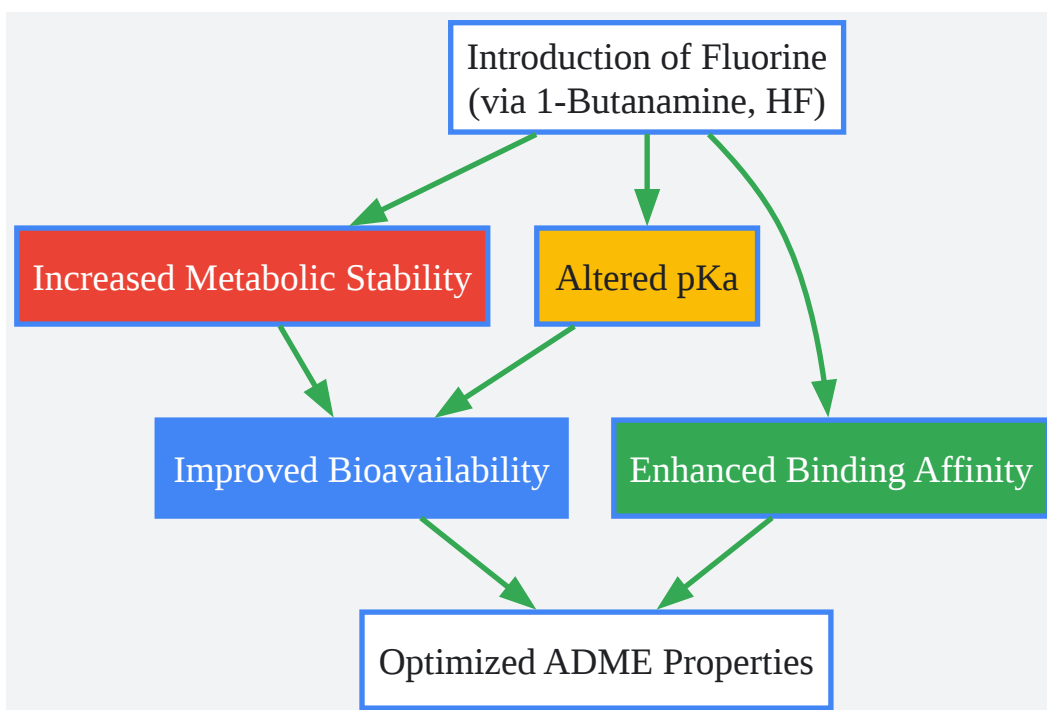 Introduction of Fluorine
(via 1-Butanamine, HF)
Increased Metabolic Stability
Altered pKa
Improved Bioavailability
Enhanced Binding Affinity
Optimized ADME Properties